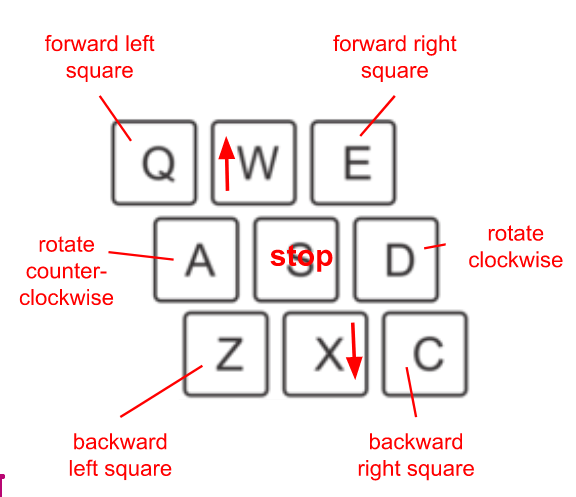 forward left
square
forward right
square
Q
W
E
rotate
counter-
clockwise
A
S
stop
D
rotate
clockwise
Z
X
C
backward
left square
backward
right square